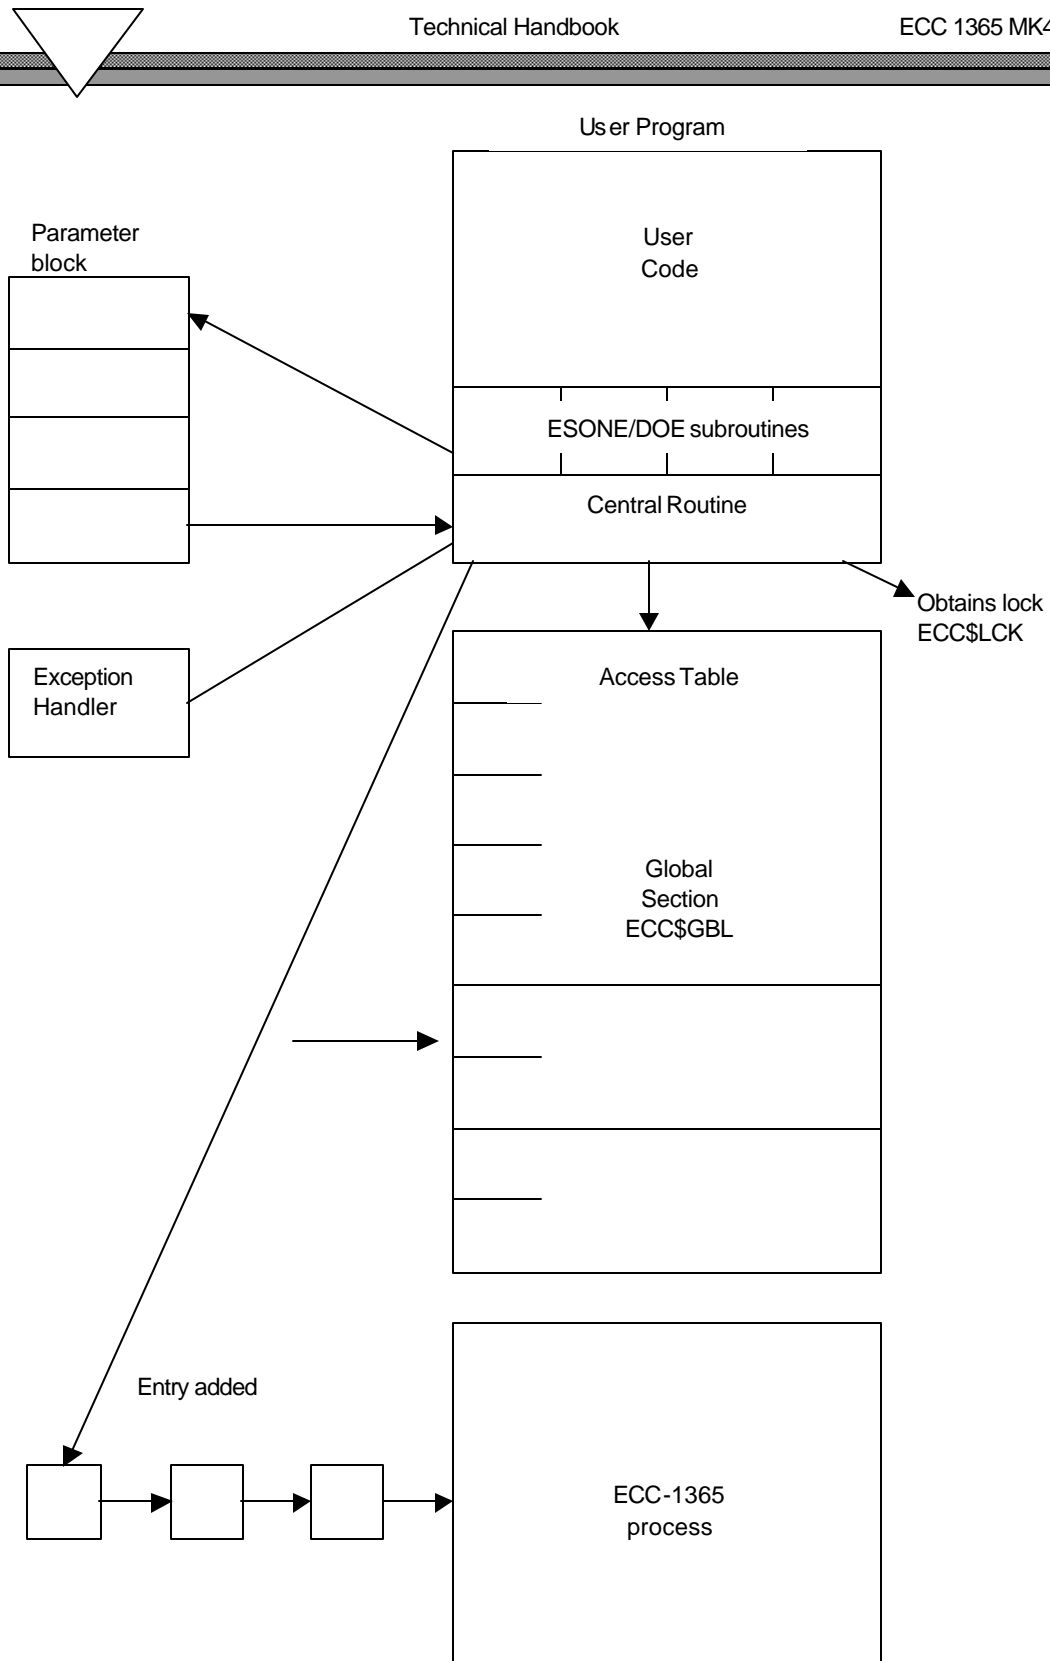 Technical Handbook
ECC 1365 MK4
User Program
Parameter
block
User
Code
ESONE/DOE subroutines
Central Routine
Obtains lock
ECC$LCK
Exception
Handler
Access Table
Global
Section
ECC$GBL
Entry added
ECC-1365
process